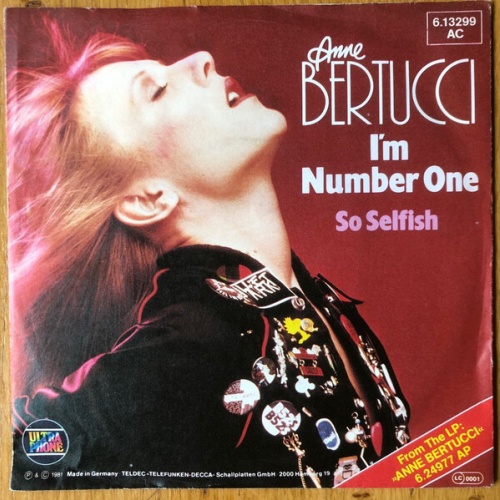 6.13299
AC
Anne
BERTUCCI
I'm
Number One
So Selfish
From The LP:
»ANNE BERTUCCI«
6.24977 AP
ULTRA
PHONE
℗ & © 1981 Made in Germany TELDEC »TELEFUNKEN-DECCA« Schallplatten GmbH 2000 Hamburg 19
LC 0001